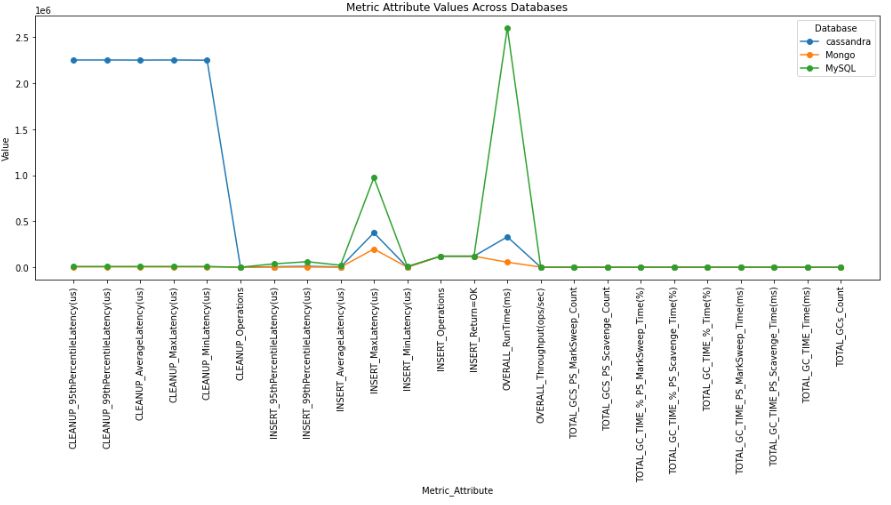 Metric Attribute Values Across Databases
1e6
Database
cassandra
Mongo
MySQL
2.5
2.0
1.5
1.0
0.5
0.0
Value
CLEANUP_95thPercentileLatency(us)
CLEANUP_99thPercentileLatency(us)
CLEANUP_AverageLatency(us)
CLEANUP_MaxLatency(us)
CLEANUP_MinLatency(us)
CLEANUP_Operations
INSERT_95thPercentileLatency(us)
INSERT_99thPercentileLatency(us)
INSERT_AverageLatency(us)
INSERT_MaxLatency(us)
INSERT_MinLatency(us)
INSERT_Operations
INSERT_Return=OK
OVERALL_RunTime(ms)
OVERALL_Throughput(ops/sec)
TOTAL_GCS_PS_MarkSweep_Count
TOTAL_GCS_PS_Scavenge_Count
TOTAL_GC_TIME_%_PS_MarkSweep_Time(%)
TOTAL_GC_TIME_%_PS_Scavenge_Time(%)
TOTAL_GC_TIME_%_Time(%)
TOTAL_GC_TIME_PS_MarkSweep_Time(ms)
TOTAL_GC_TIME_PS_Scavenge_Time(ms)
TOTAL_GC_TIME_Time(ms)
TOTAL_GCs_Count
Metric_Attribute